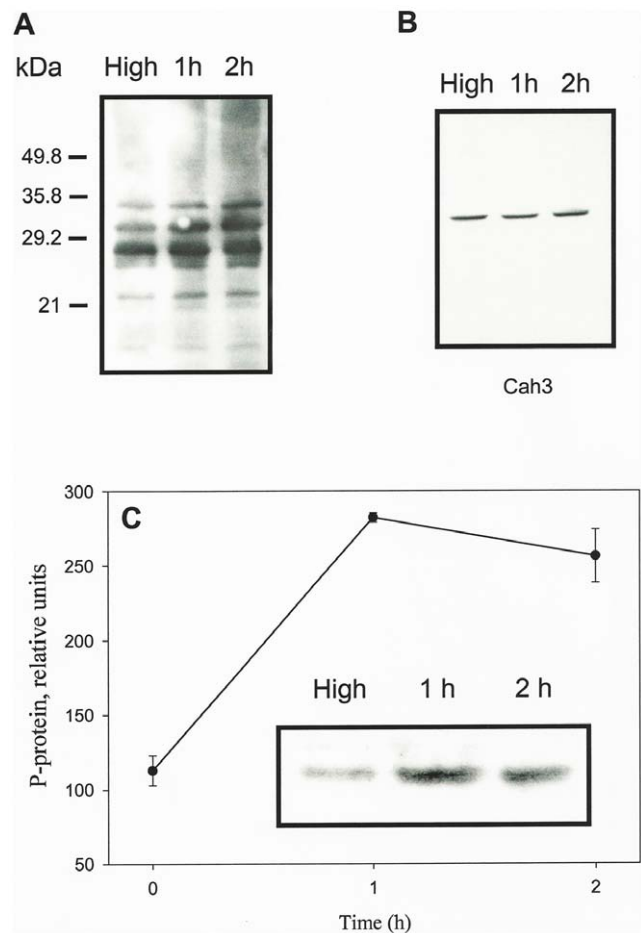 A
kDa High 1h 2h
49.8
35.8
29.2
21
B
High 1h 2h
Cah3
C
P-protein, relative units
300
250
200
150
100
50
High 1 h 2 h
0 1 2
Time (h)